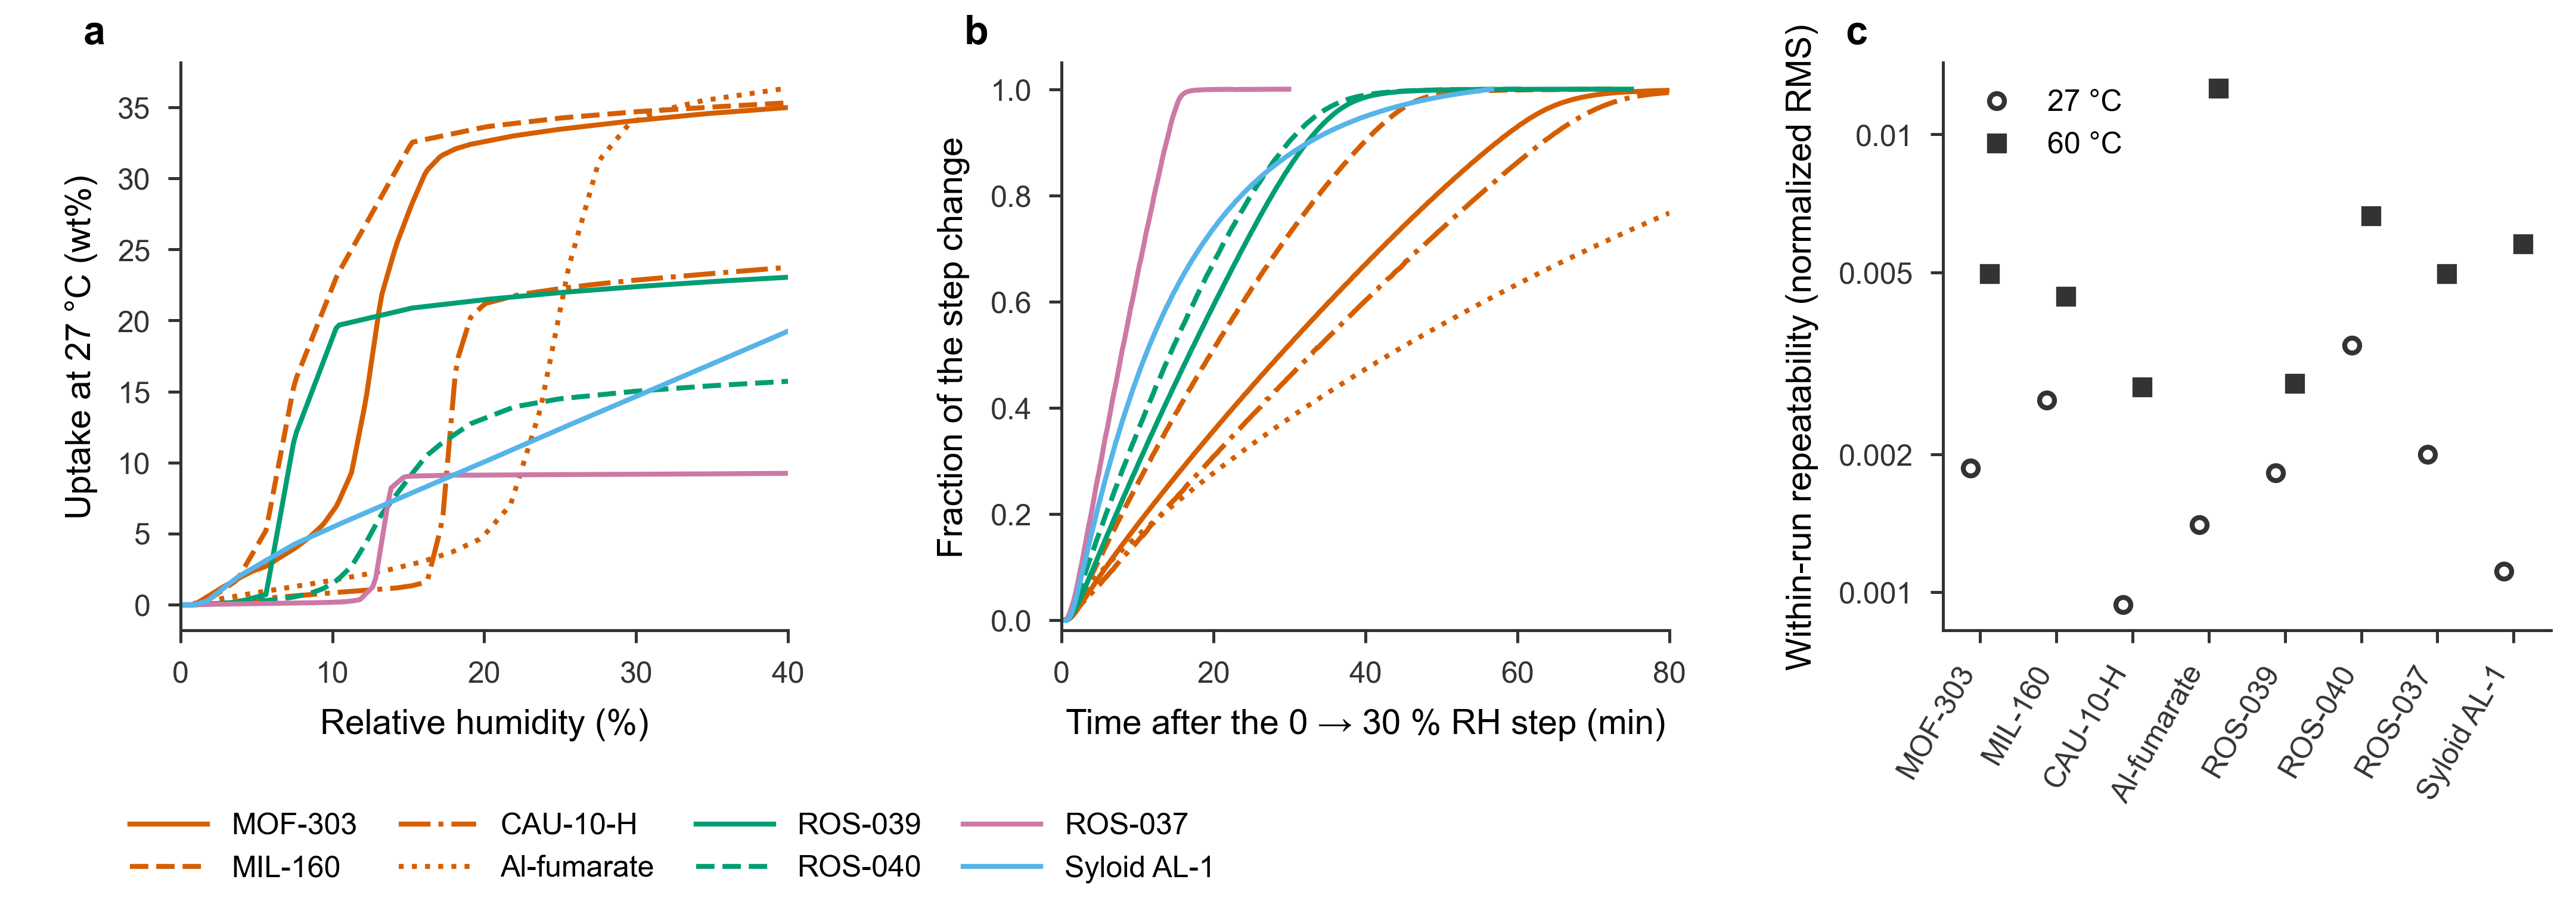 a
Uptake at 27 °C (wt%)
35
30
25
20
15
10
5
0
0 10 20 30 40
Relative humidity (%)
b
Fraction of the step change
1.0
0.8
0.6
0.4
0.2
0.0
0 20 40 60 80
Time after the 0 → 30 % RH step (min)
c
Within-run repeatability (normalized RMS)
27 °C
60 °C
0.01
0.005
0.002
0.001
MOF-303
MIL-160
CAU-10-H
Al-fumarate
ROS-039
ROS-040
ROS-037
Syloid AL-1
MOF-303 CAU-10-H ROS-039 ROS-037
MIL-160 Al-fumarate ROS-040 Syloid AL-1